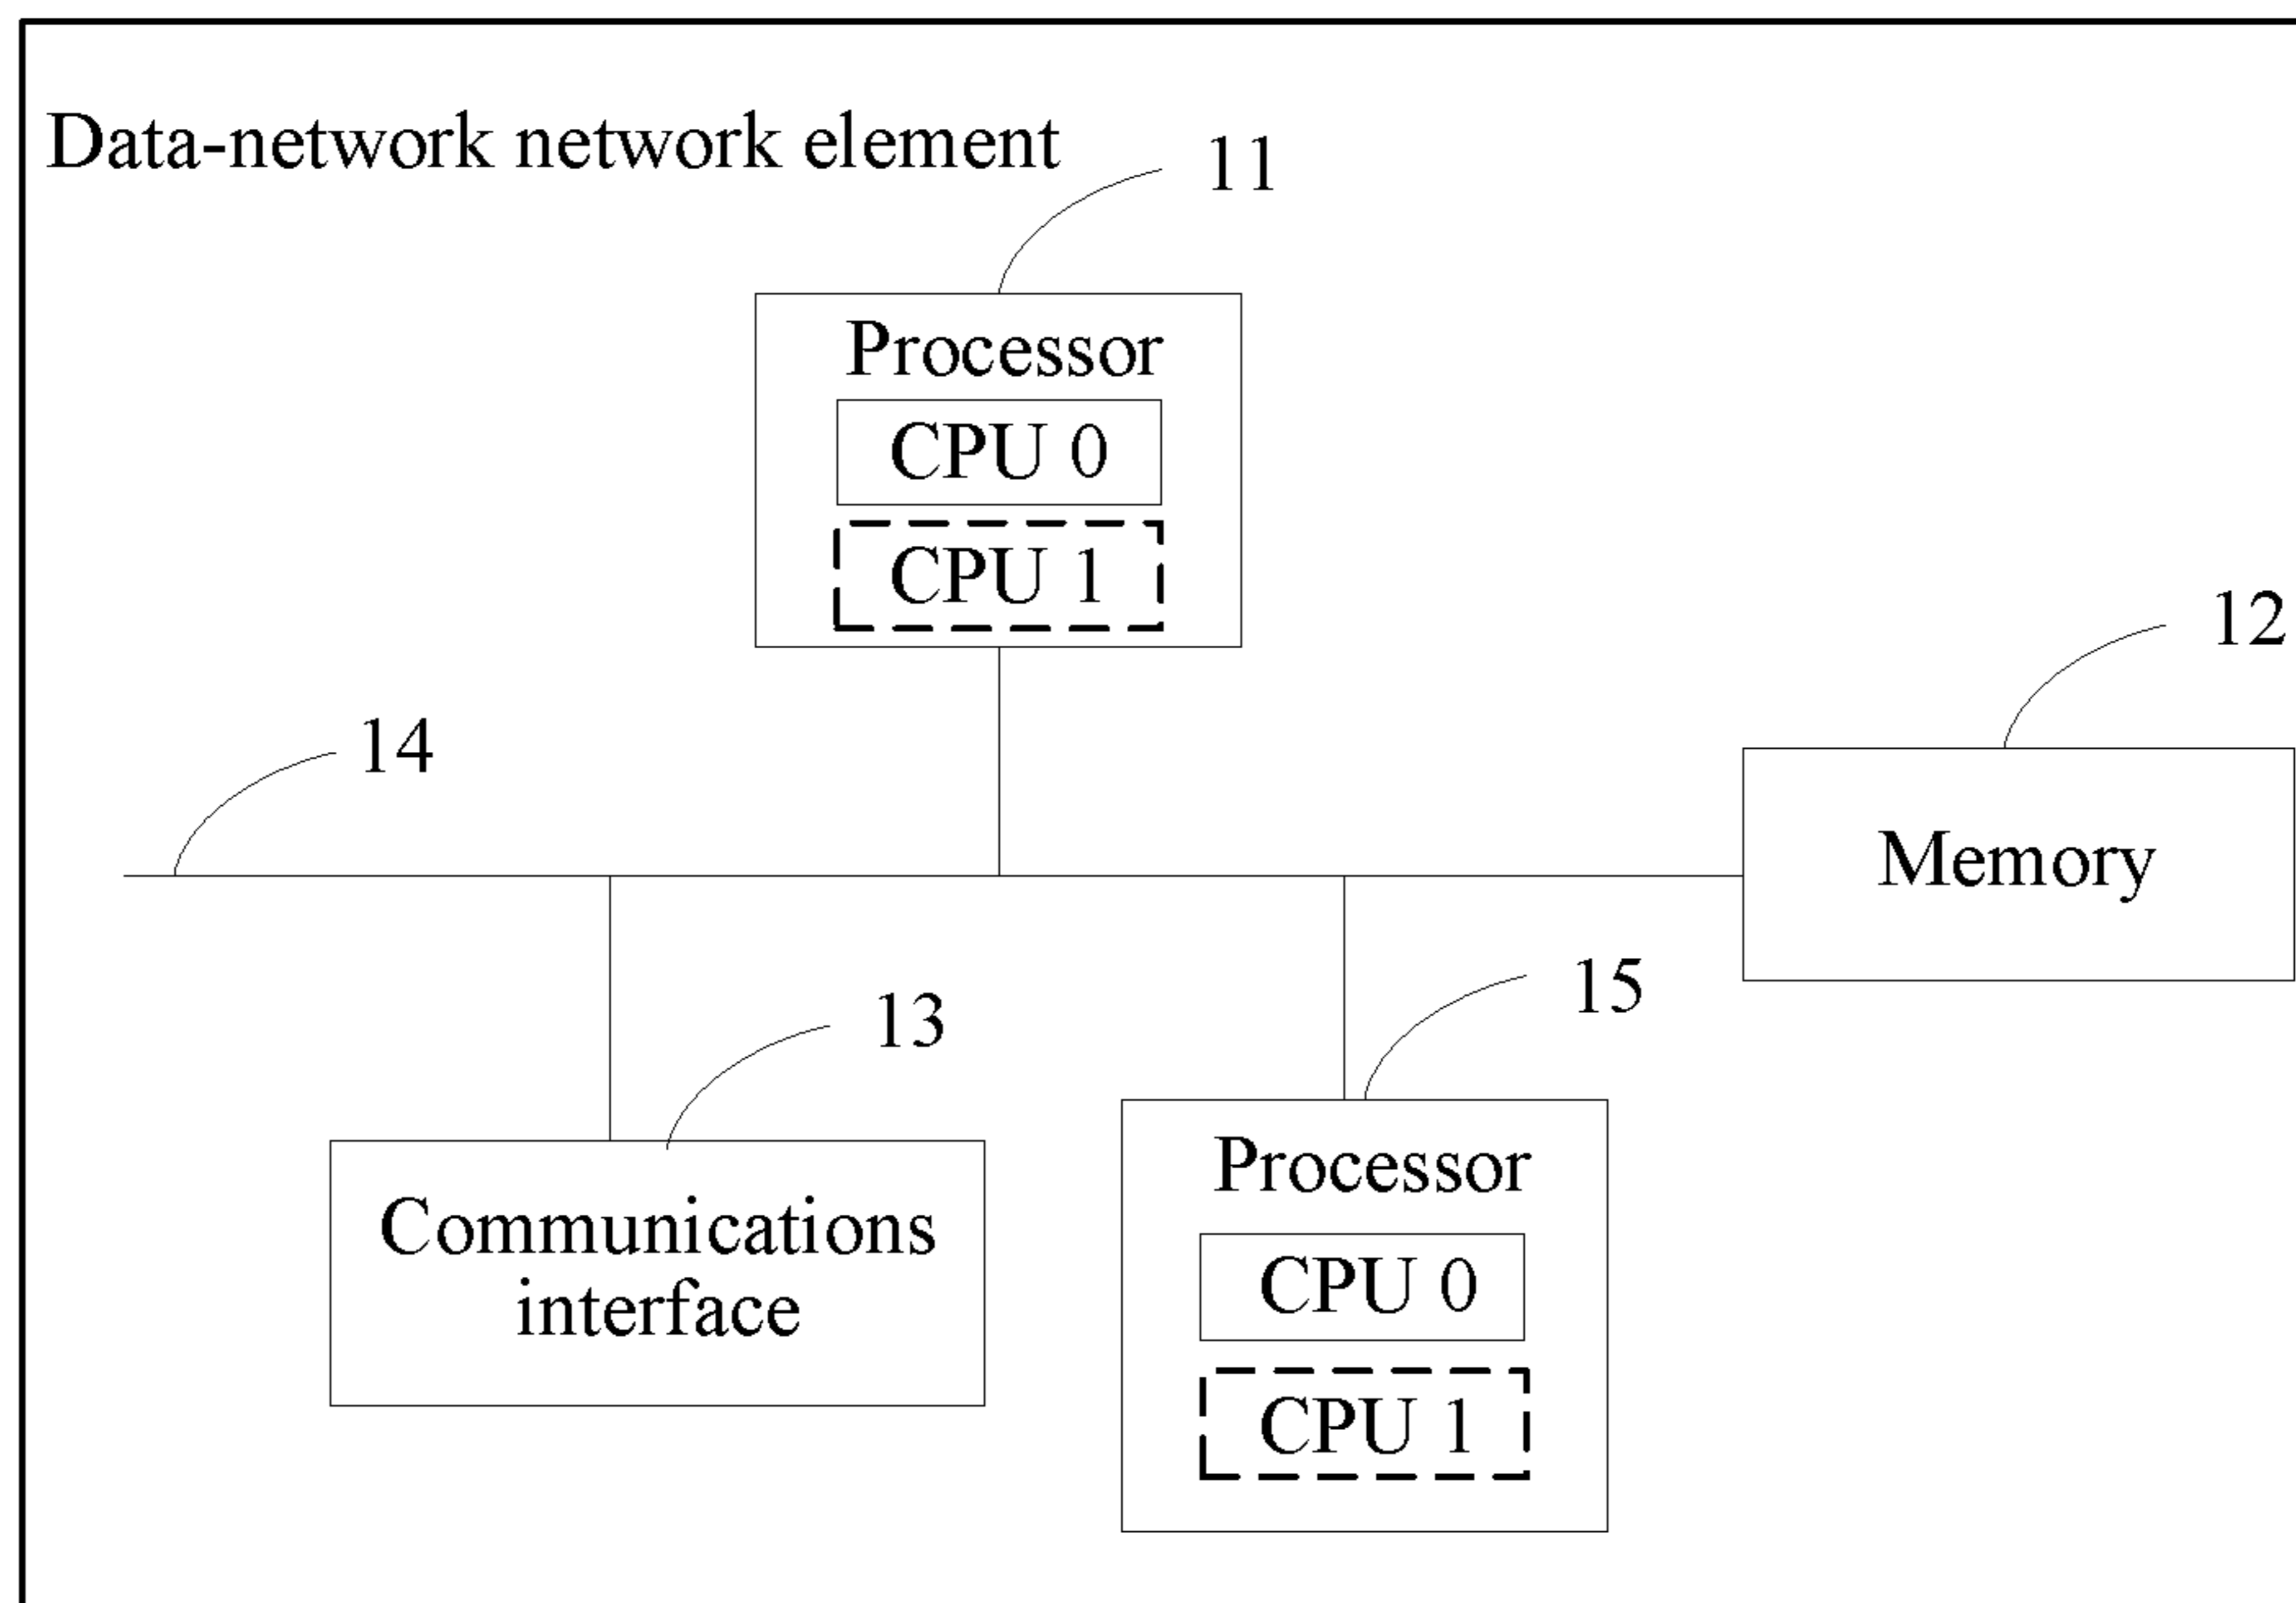 Data-network network element
11
Processor
CPU 0
CPU 1
12
14
Memory
15
13
Processor
Communications
interface
CPU 0
CPU 1